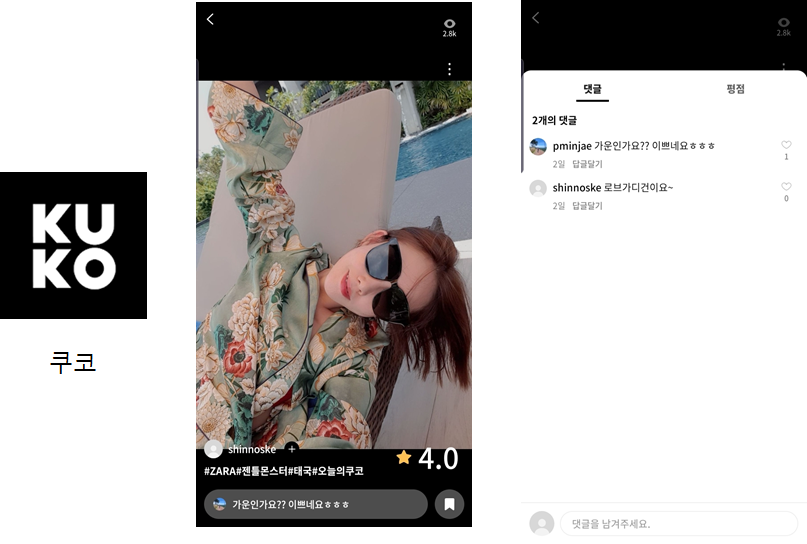 KU
KO
쿠코
2.8k
shinnoske
4.0
#ZARA#젠틀몬스터#태국#오늘의쿠코
가운인가요?? 이쁘네요ㅎㅎㅎ
2.8k
댓글 평점
2개의 댓글
pminjae 가운인가요?? 이쁘네요ㅎㅎㅎ
1
2일 답글달기
shinnoske 로브가디건이요~
0
2일 답글달기
댓글을 남겨주세요.